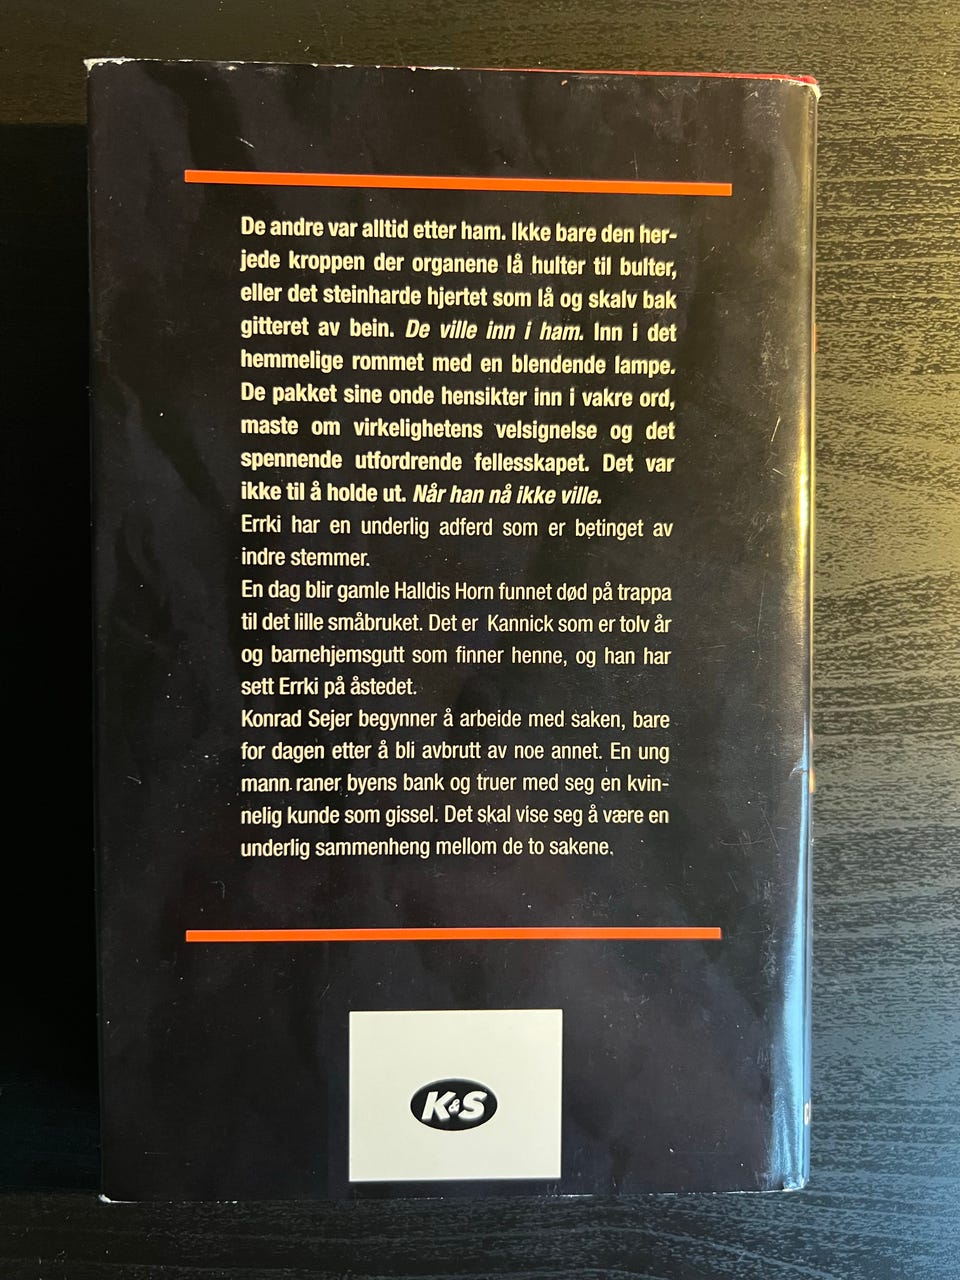 De andre var alltid etter ham. Ikke bare den her-
jede kroppen der organene lå hulter til bulter,
eller det steinharde hjertet som lå og skalv bak
gitteret av bein. De ville inn i ham. Inn i det
hemmelige rommet med en blendende lampe.
De pakket sine onde hensikter inn i vakre ord,
maste om virkelighetens velsignelse og det
spennende utfordrende fellesskapet. Det var
ikke til å holde ut. Når han nå ikke ville.
Errki har en underlig adferd som er betinget av
indre stemmer.
En dag blir gamle Halldis Horn funnet død på trappa
til det lille småbruket. Det er Kannick som er tolv år
og barnehjemsgutt som finner henne, og han har
sett Errki på åstedet.
Konrad Sejer begynner å arbeide med saken, bare
for dagen etter å bli avbrutt av noe annet. En ung
mann raner byens bank og truer med seg en kvin-
nelig kunde som gissel. Det skal vise seg å være en
underlig sammenheng mellom de to sakene.
K&S